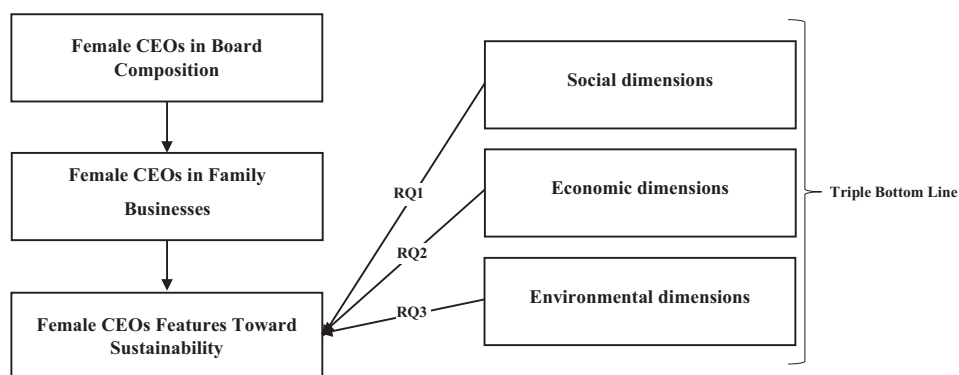 Female CEOs in Board
Composition
Female CEOs in Family
Businesses
Female CEOs Features Toward
Sustainability
RQ1
RQ2
RQ3
Social dimensions
Economic dimensions
Environmental dimensions
Triple Bottom Line